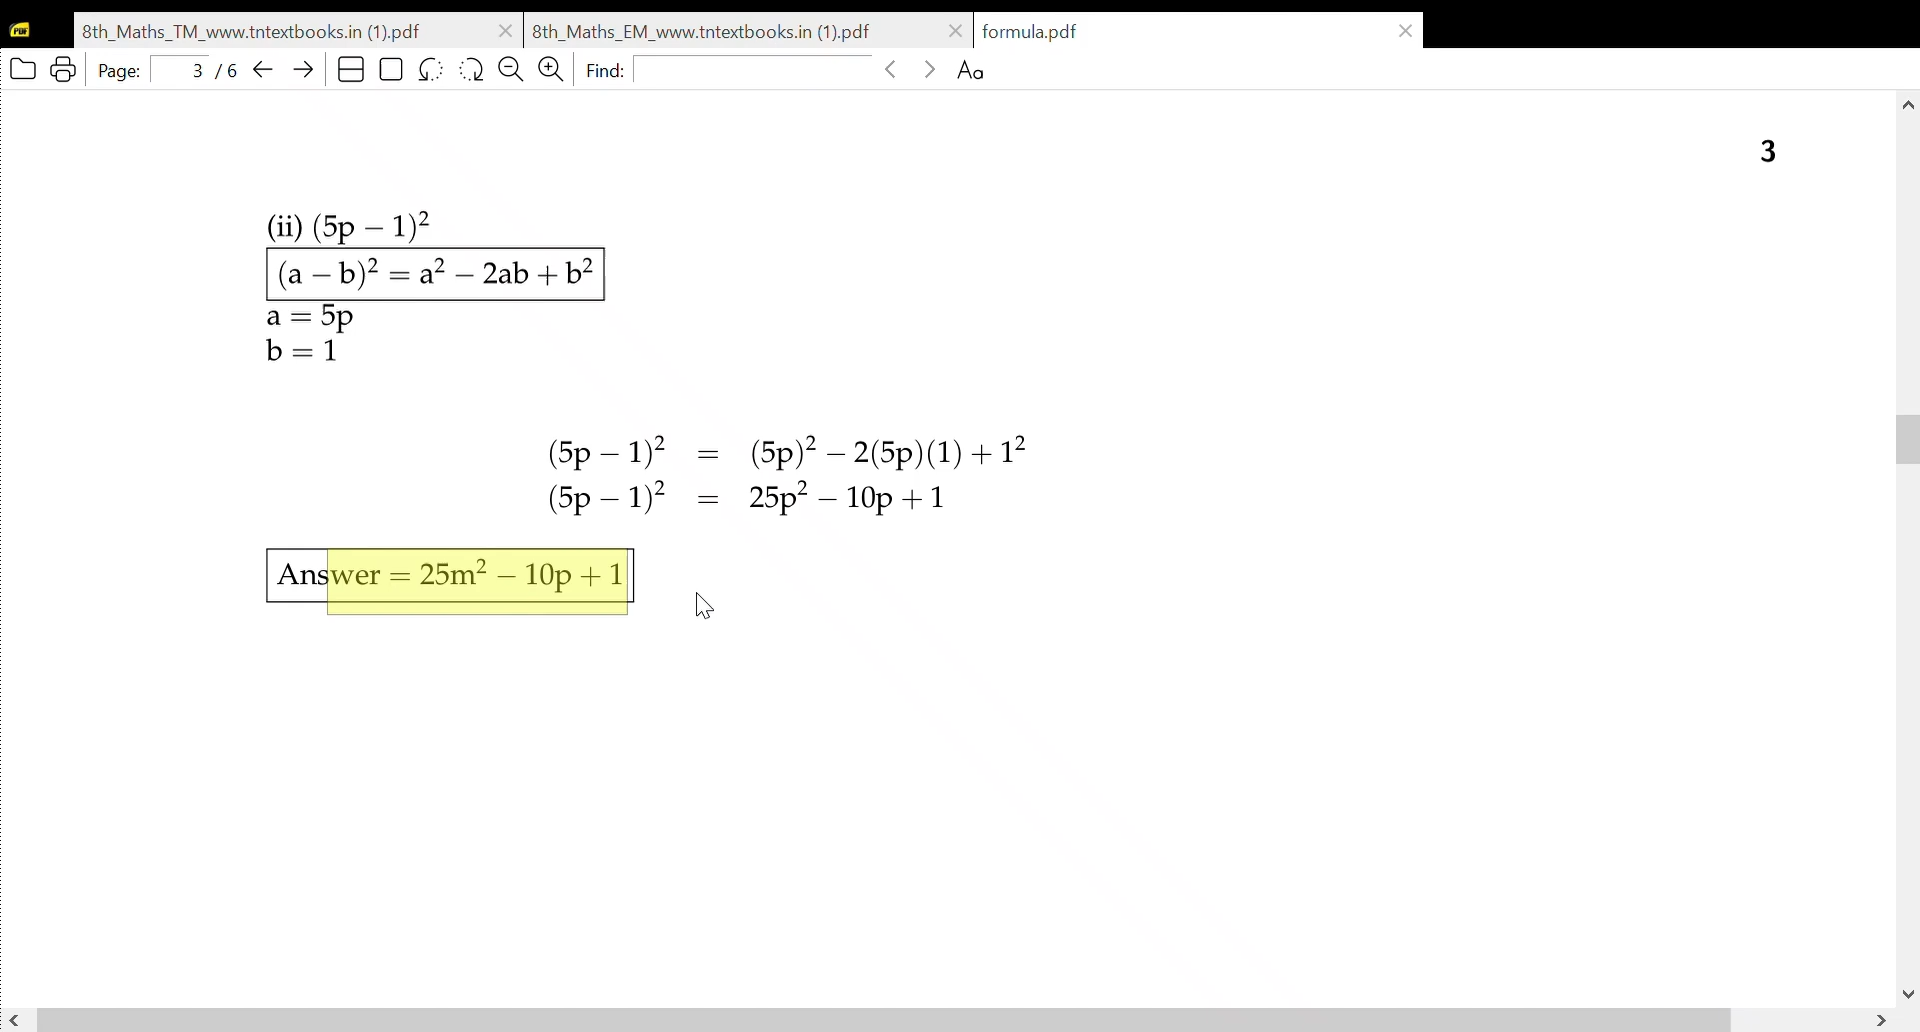 PDF
8th_Maths_TM_www.tntextbooks.in (1).pdf
8th_Maths_EM_www.tntextbooks.in (1).pdf
formula.pdf
Page: 3 / 6 Find: Aa
3
(ii) (5p − 1)²
(a − b)² = a² − 2ab + b²
a = 5p
b = 1
(5p − 1)² = (5p)² − 2(5p)(1) + 1²
(5p − 1)² = 25p² − 10p + 1
Answer = 25m² − 10p + 1